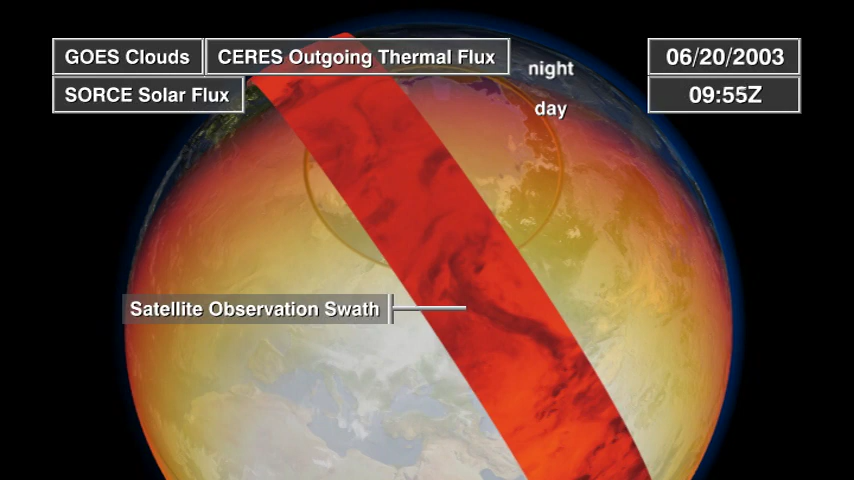 GOES Clouds
CERES Outgoing Thermal Flux
SORCE Solar Flux
night
day
06/20/2003
09:55Z
Satellite Observation Swath